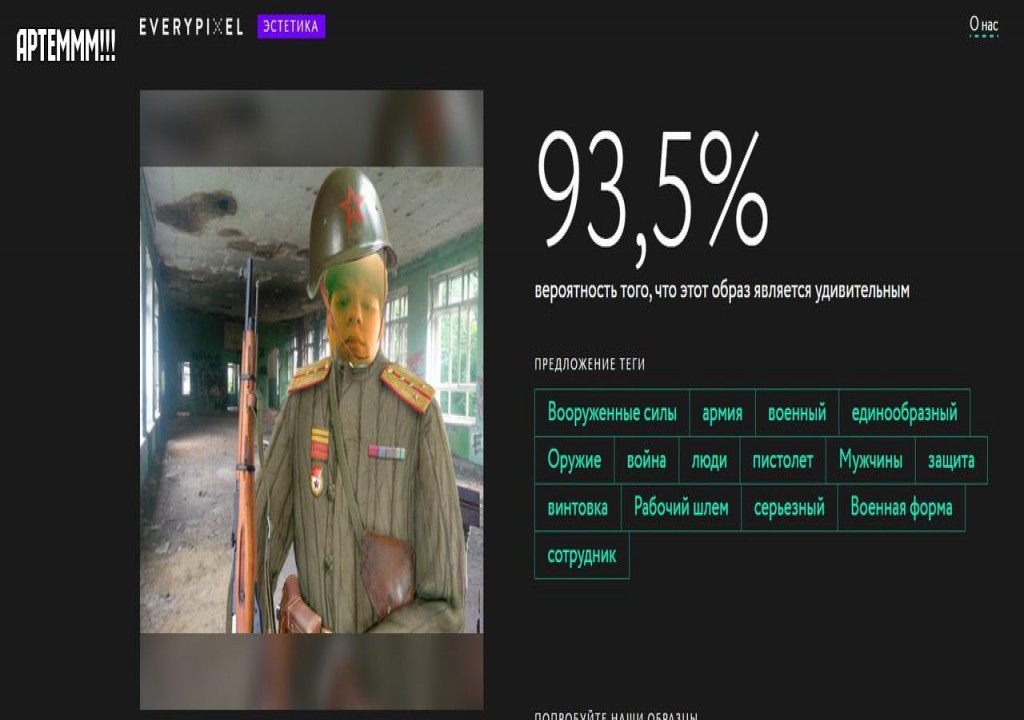 АРТЕМММ!!!
EVERYPIXEL ЭСТЕТИКА
О нас
93,5%
вероятность того, что этот образ является удивительным
ПРЕДЛОЖЕНИЕ ТЕГИ
Вооруженные силы армия военный единообразный
Оружие война люди пистолет Мужчины защита
винтовка Рабочий шлем серьезный Военная форма
сотрудник
ПОПРОБУЙТЕ НАШИ ОБРАЗЦЫ